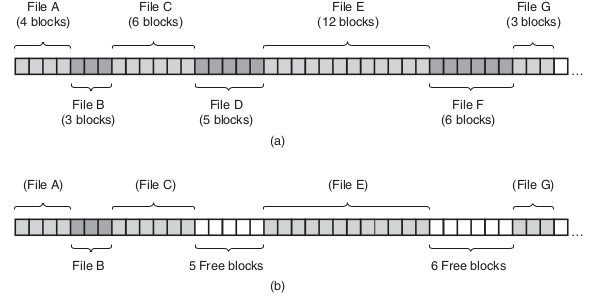 File A
(4 blocks)
File C
(6 blocks)
File E
(12 blocks)
File G
(3 blocks)
...
File B
(3 blocks)
File D
(5 blocks)
File F
(6 blocks)
(a)
(File A)
(File C)
(File E)
(File G)
...
File B
5 Free blocks
6 Free blocks
(b)